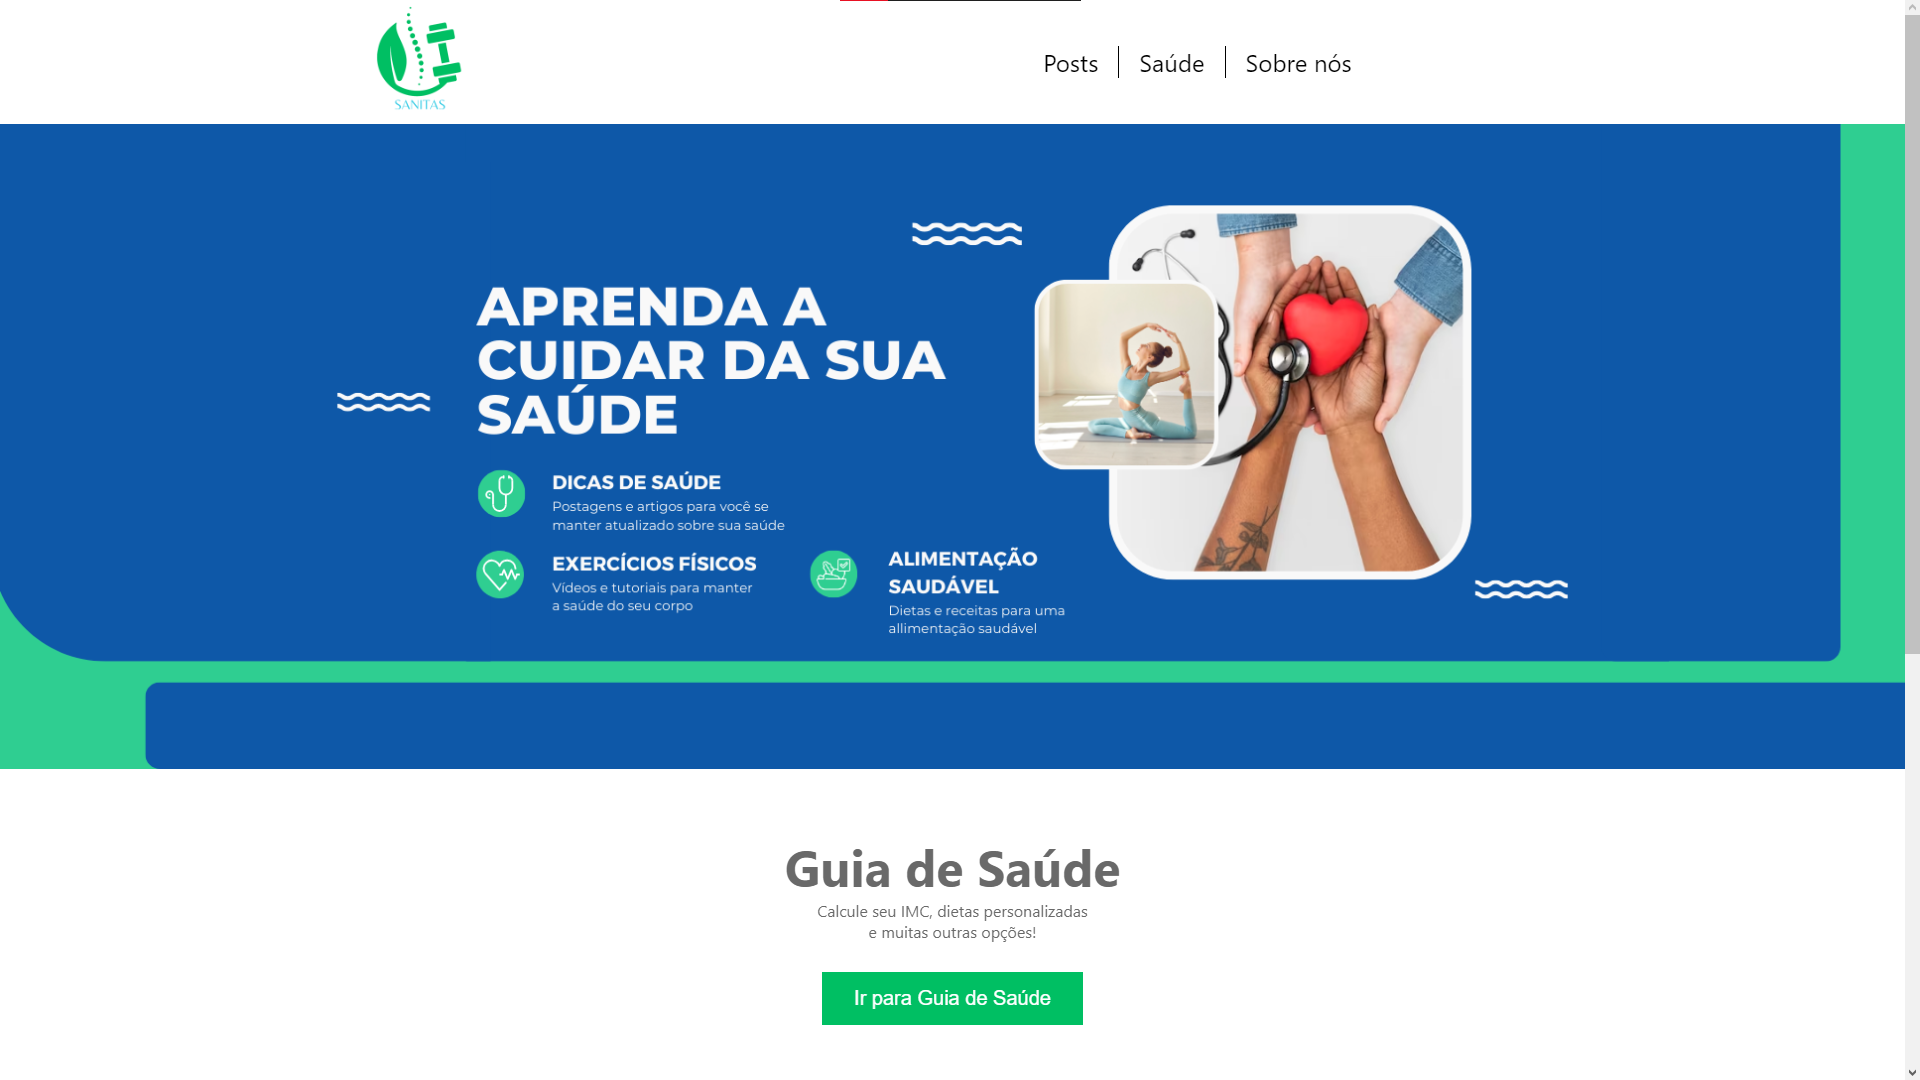 SANITAS
Posts
Saúde
Sobre nós
APRENDA A
CUIDAR DA SUA
SAÚDE
DICAS DE SAÚDE
Postagens e artigos para você se
manter atualizado sobre sua saúde
EXERCÍCIOS FÍSICOS
Vídeos e tutoriais para manter
a saúde do seu corpo
ALIMENTAÇÃO
SAUDÁVEL
Dietas e receitas para uma
allimentação saudável
Guia de Saúde
Calcule seu IMC, dietas personalizadas
e muitas outras opções!
Ir para Guia de Saúde